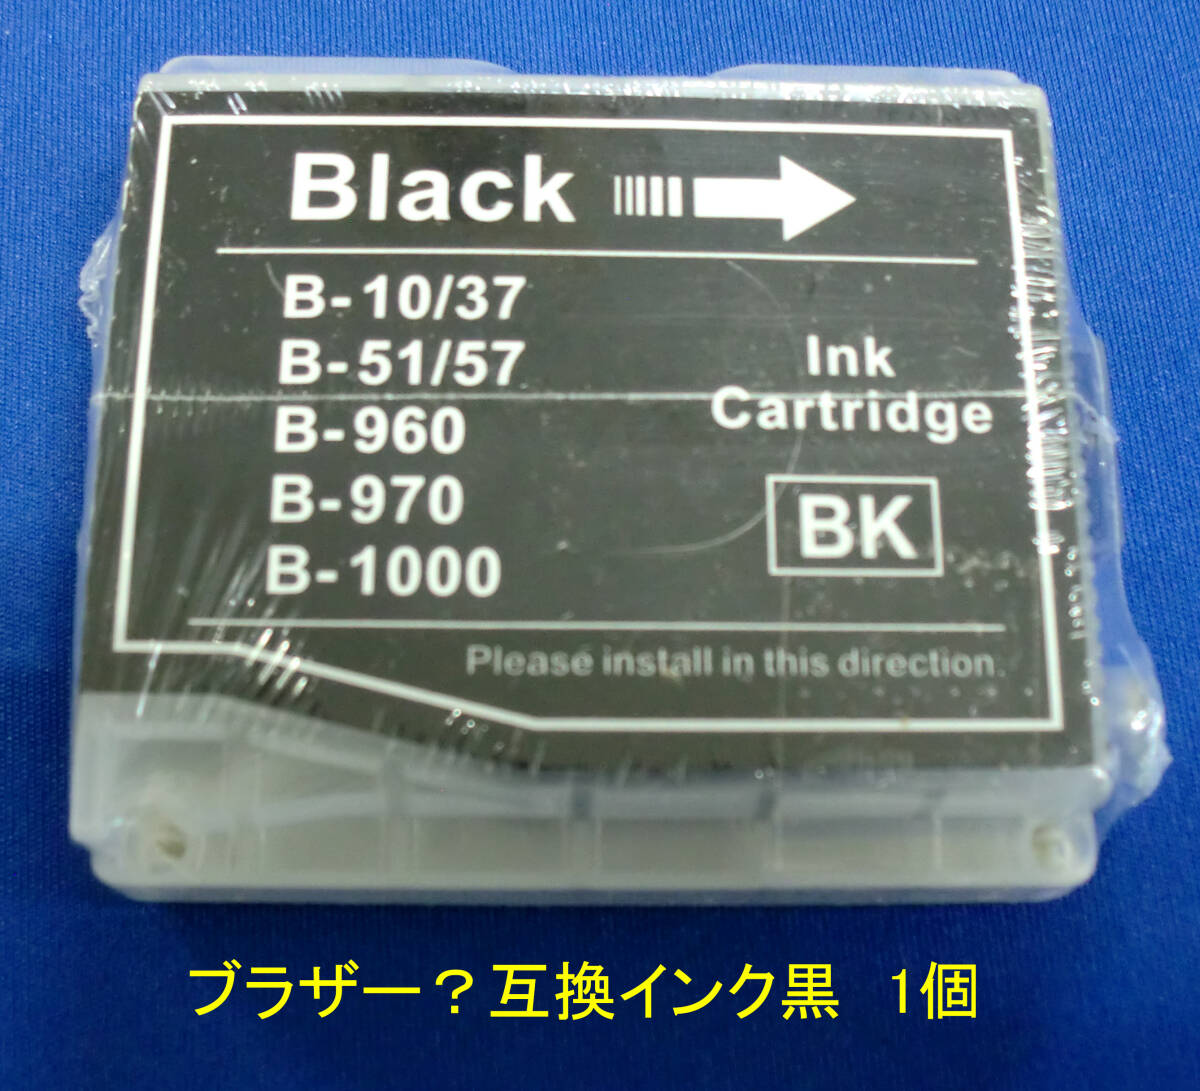 Black
B-10/37
B-51/57
B-960
B-970
B-1000
Ink
Cartridge
BK
Please install in this direction.
ブラザー？互換インク黒　1個